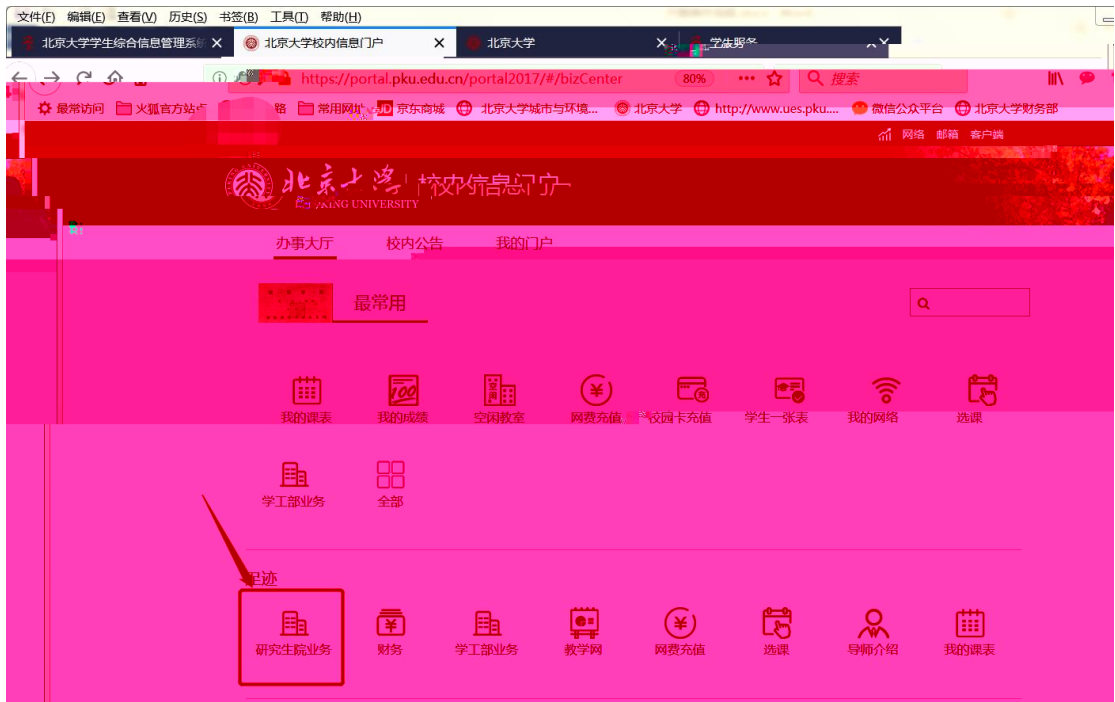 文件(F) 编辑(E) 查看(V) 历史(S) 书签(B) 工具(T) 帮助(H)
北京大学学生综合信息管理系统 × 北京大学校内信息门户 × 北京大学 ×
https://portal.pku.edu.cn/portal2017/#/bizCenter 80% 搜索
最常访问 火狐官方站点 常用网址 JD 京东商城 北京大学城市与环境... 北京大学 http://www.ues.pku.... 微信公众平台 北京大学财务部
网络 邮箱 客户端
北京大学 校内信息门户
UNIVERSITY
办事大厅 校内公告 我的门户
最常用
我的课表 我的成绩 空闲教室 网费充值 校园卡充值 学生一张表 我的网络 选课
学工部业务 全部
足迹
研究生院业务 财务 学工部业务 教学网 网费充值 选课 导师介绍 我的课表